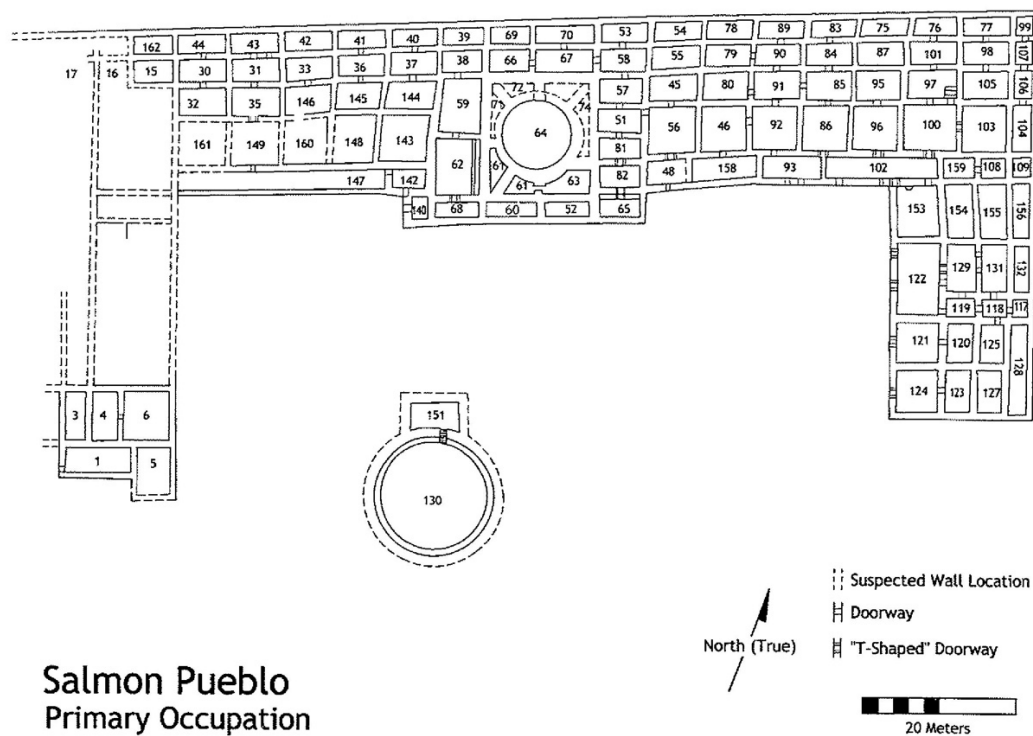 162 44 43 42 41 40 39 69 70 53 54 78 89 83 75 76 77 99
17 16 15 30 31 33 36 37 38 66 67 58 55 79 90 84 87 101 98 107
32 35 146 145 144 59 71 72 74 57 45 80 91 85 95 97 105 106
161 149 160 148 143 64 51 56 46 92 86 96 100 103 104
62 81
147 142 61 61 63 82 48 158 93 102 159 108 109
140 68 60 52 65 153 154 155 156
122 129 131 132
119 118 117
121 120 125 128
3 4 6 124 123 127
151
1 5
130
Suspected Wall Location
Doorway
North (True)
"T-Shaped" Doorway
Salmon Pueblo
Primary Occupation
20 Meters